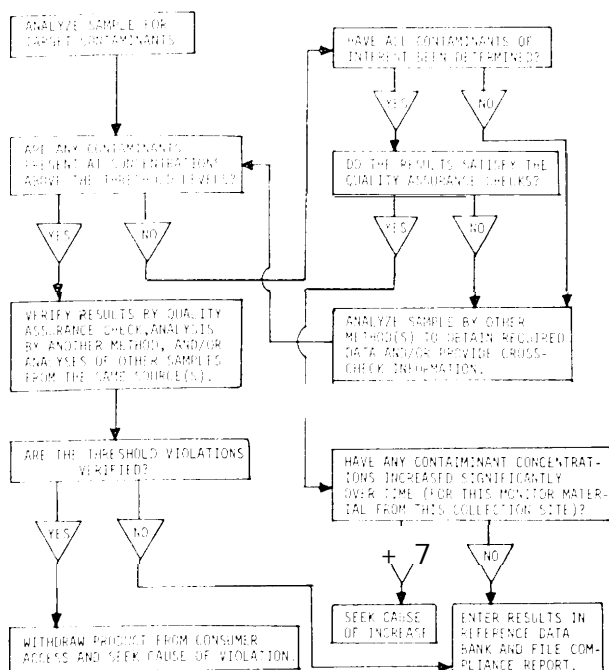 ANALYZE SAMPLE FOR
TARGET CONTAMINANTS
HAVE ALL CONTAMINANTS OF
INTEREST BEEN DETERMINED?
YES
NO
ARE ANY CONTAMINANTS
PRESENT AT CONCENTRATIONS
ABOVE THE THRESHOLD LEVELS?
DO THE RESULTS SATISFY THE
QUALITY ASSURANCE CHECKS?
YES
NO
YES
NO
VERIFY RESULTS BY QUALITY
ASSURANCE CHECK,ANALYSIS
BY ANOTHER METHOD, AND/OR
ANALYSES OF OTHER SAMPLES
FROM THE SAME SOURCE(S).
ANALYZE SAMPLE BY OTHER
METHOD(S) TO OBTAIN REQUIRED
DATA AND/OR PROVIDE CROSS-
CHECK INFORMATION.
ARE THE THRESHOLD VIOLATIONS
VERIFIED?
HAVE ANY CONTAIMINANT CONCENTRAT-
IONS INCREASED SIGNIFICANTLY
OVER TIME (FOR THIS MONITOR MATER-
IAL FROM THIS COLLECTION SITE)?
YES
NO
+ 7
NO
WITHDRAW PRODUCT FROM CONSUMER
ACCESS AND SEEK CAUSE OF VIOLATION.
SEEK CAUSE
OF INCREASE
ENTER RESULTS IN
REFERENCE DATA
BANK AND FILE COM-
PLIANCE REPORT.